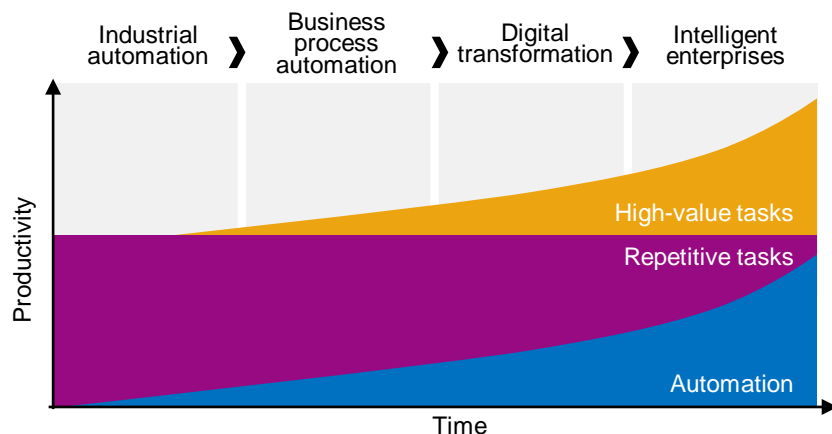 Industrial
automation
Business
process
automation
Digital
transformation
Intelligent
enterprises
Productivity
High-value tasks
Repetitive tasks
Automation
Time